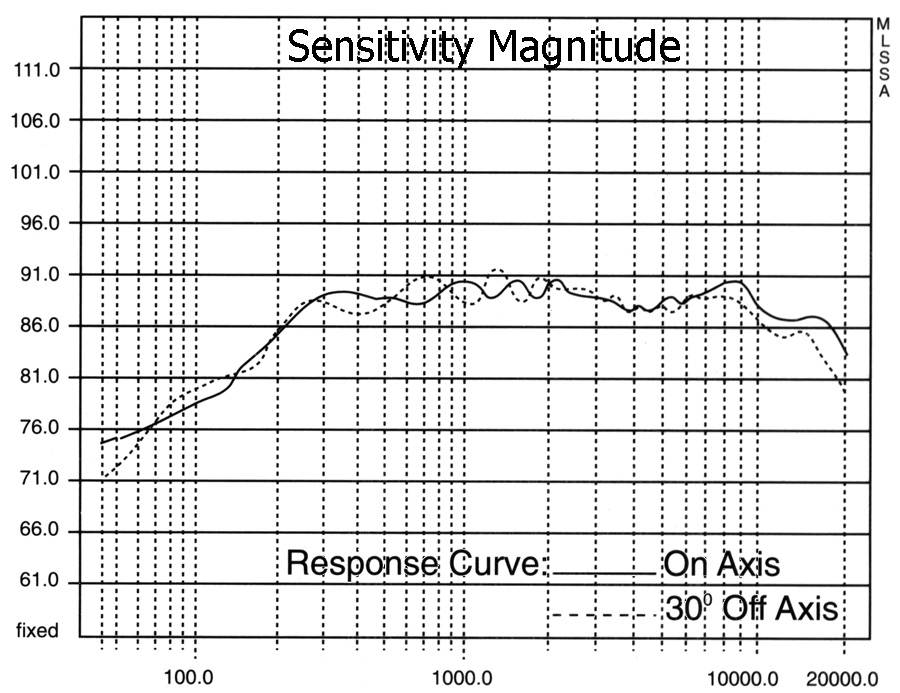 Sensitivity Magnitude
M
L
S
S
A
111.0
106.0
101.0
96.0
91.0
86.0
81.0
76.0
71.0
66.0
61.0
fixed
Response Curve: On Axis
30⁰ Off Axis
100.0 1000.0 10000.0 20000.0